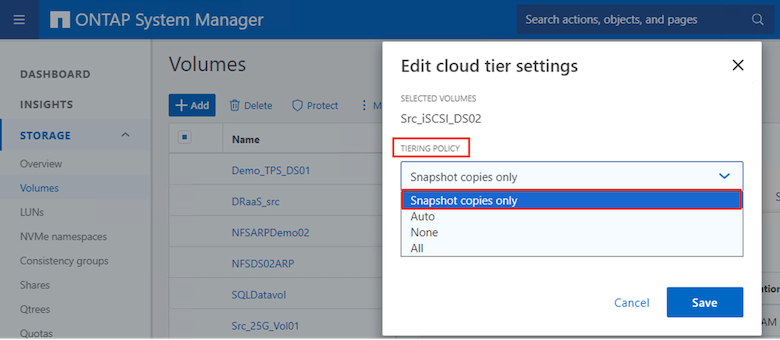 ONTAP System Manager
Search actions, objects, and pages
DASHBOARD
INSIGHTS
STORAGE
Overview
Volumes
LUNs
NVMe namespaces
Consistency groups
Shares
Qtrees
Quotas
Volumes
+ Add
Delete
Protect
Name
Demo_TPS_DS01
DRaaS_src
NFSARPDemo02
NFSDS02ARP
SQLDatavol
Src_25G_Vol01
Edit cloud tier settings
SELECTED VOLUMES
Src_iSCSI_DS02
TIERING POLICY
Snapshot copies only
Snapshot copies only
Auto
None
All
Cancel
Save
AM